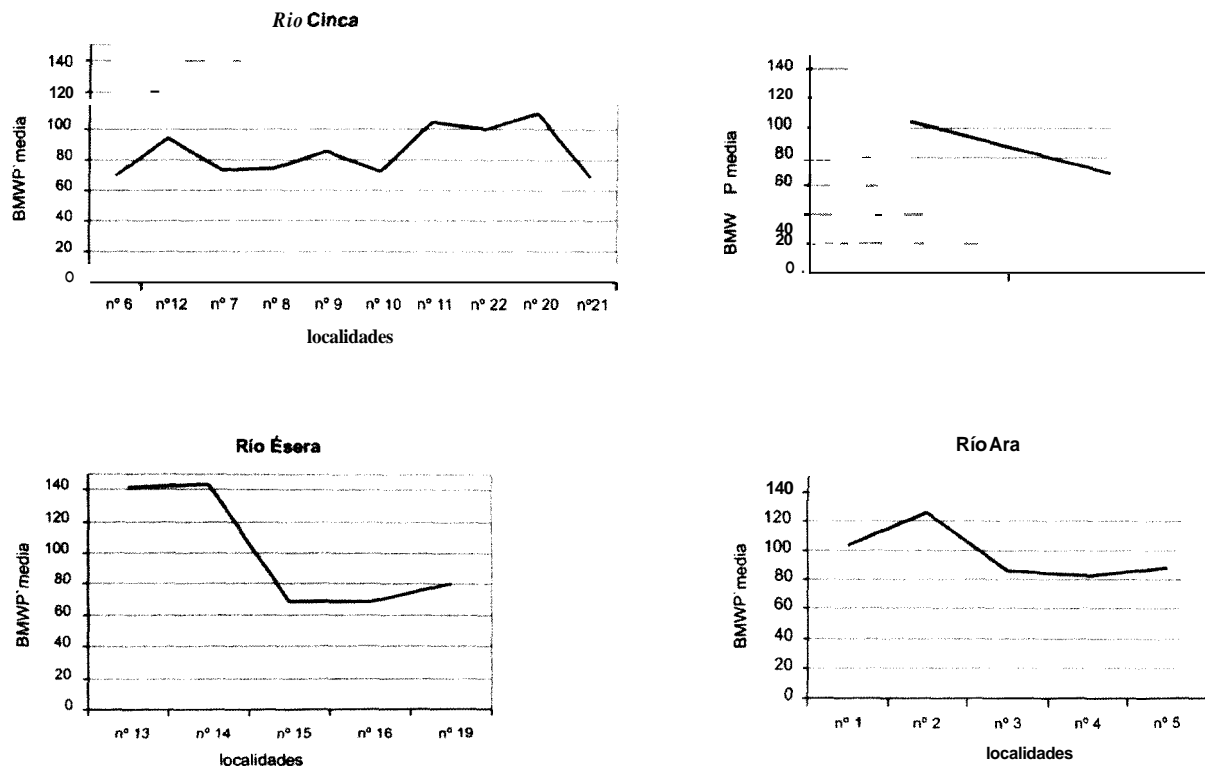 Rio Cinca
140
120
100
80
60
40
20
0
BMWP' media
nº 6 nº12 nº 7 nº 8 nº 9 nº 10 nº 11 nº 22 nº 20 nº21
localidades
140
120
100
80
60
40
20
0
BMW P media
Río Ésera
140
120
100
80
60
40
20
0
BMWP' media
nº 13 nº 14 nº 15 nº 16 nº 19
localidades
Río Ara
140
120
100
80
60
40
20
0
BMWP' media
nº 1 nº 2 nº 3 nº 4 nº 5
localidades